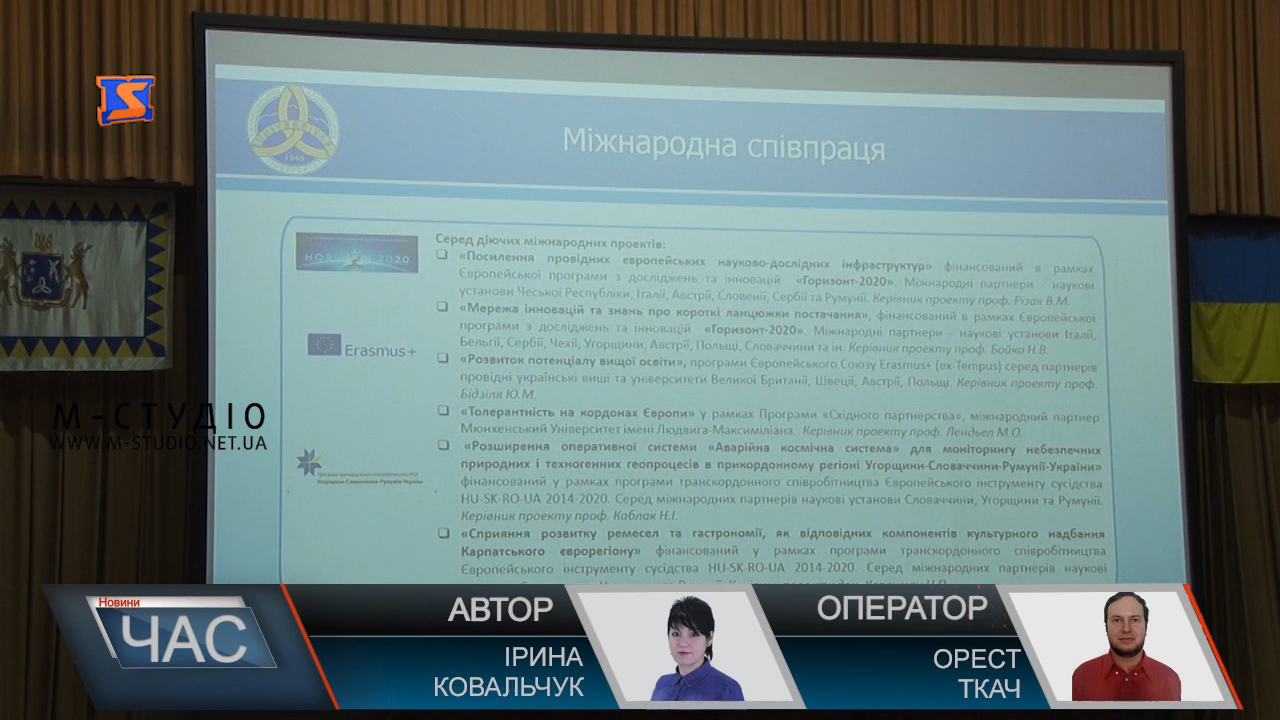 Міжнародна співпраця
1945
HORIZON 2020
Серед діючих міжнародних проектів:
«Посилення провідних європейських науково-дослідних інфраструктур» фінансований в рамках
Європейської програми з досліджень та інновацій «Горизонт-2020». Міжнародні партнери - наукові
установи Чеської Республіки, Італії, Австрії, Словенії, Сербії та Румунії. Керівник проекту проф. Різак В.М.
«Мережа інновацій та знань про короткі ланцюжки постачання», фінансований в рамках Європейської
програми з досліджень та інновацій «Горизонт-2020». Міжнародні партнери - наукові установи Італії,
Бельгії, Сербії, Чехії, Угорщини, Австрії, Польщі, Словаччини та ін. Керівник проекту проф. Бойко Н.В.
Erasmus+
«Розвиток потенціалу вищої освіти», програми Європейського Союзу Erasmus+ (ex-Tempus) серед партнерів
провідні українські виші та університети Великої Британії, Швеції, Австрії, Польщі. Керівник проекту проф.
Бідзіля Ю.М.
«Толерантність на кордонах Європи» у рамках Програми «Східного партнерства», міжнародний партнер
Мюнхенський Університет імені Людвига-Максиміліана. Керівник проекту проф. Лендьел М.О.
«Розширення оперативної системи «Аварійна космічна система» для моніторингу небезпечних
природних і техногенних геопроцесів в прикордонному регіоні Угорщини-Словаччини-Румунії-України»
фінансований у рамках програми транскордонного співробітництва Європейського інструменту сусідства
HU-SK-RO-UA 2014-2020. Серед міжнародних партнерів наукові установи Словаччини, Угорщини та Румунії.
Керівник проекту проф. Каблак Н.І.
«Сприяння розвитку ремесел та гастрономії, як відповідних компонентів культурного надбання
Карпатського єврорегіону» фінансований у рамках програми транскордонного співробітництва
Європейського інструменту сусідства HU-SK-RO-UA 2014-2020. Серед міжнародних партнерів наукові
М-СТУДІО
WWW.M-STUDIO.NET.UA
Новини
ЧАС
АВТОР
ІРИНА
КОВАЛЬЧУК
ОПЕРАТОР
ОРЕСТ
ТКАЧ